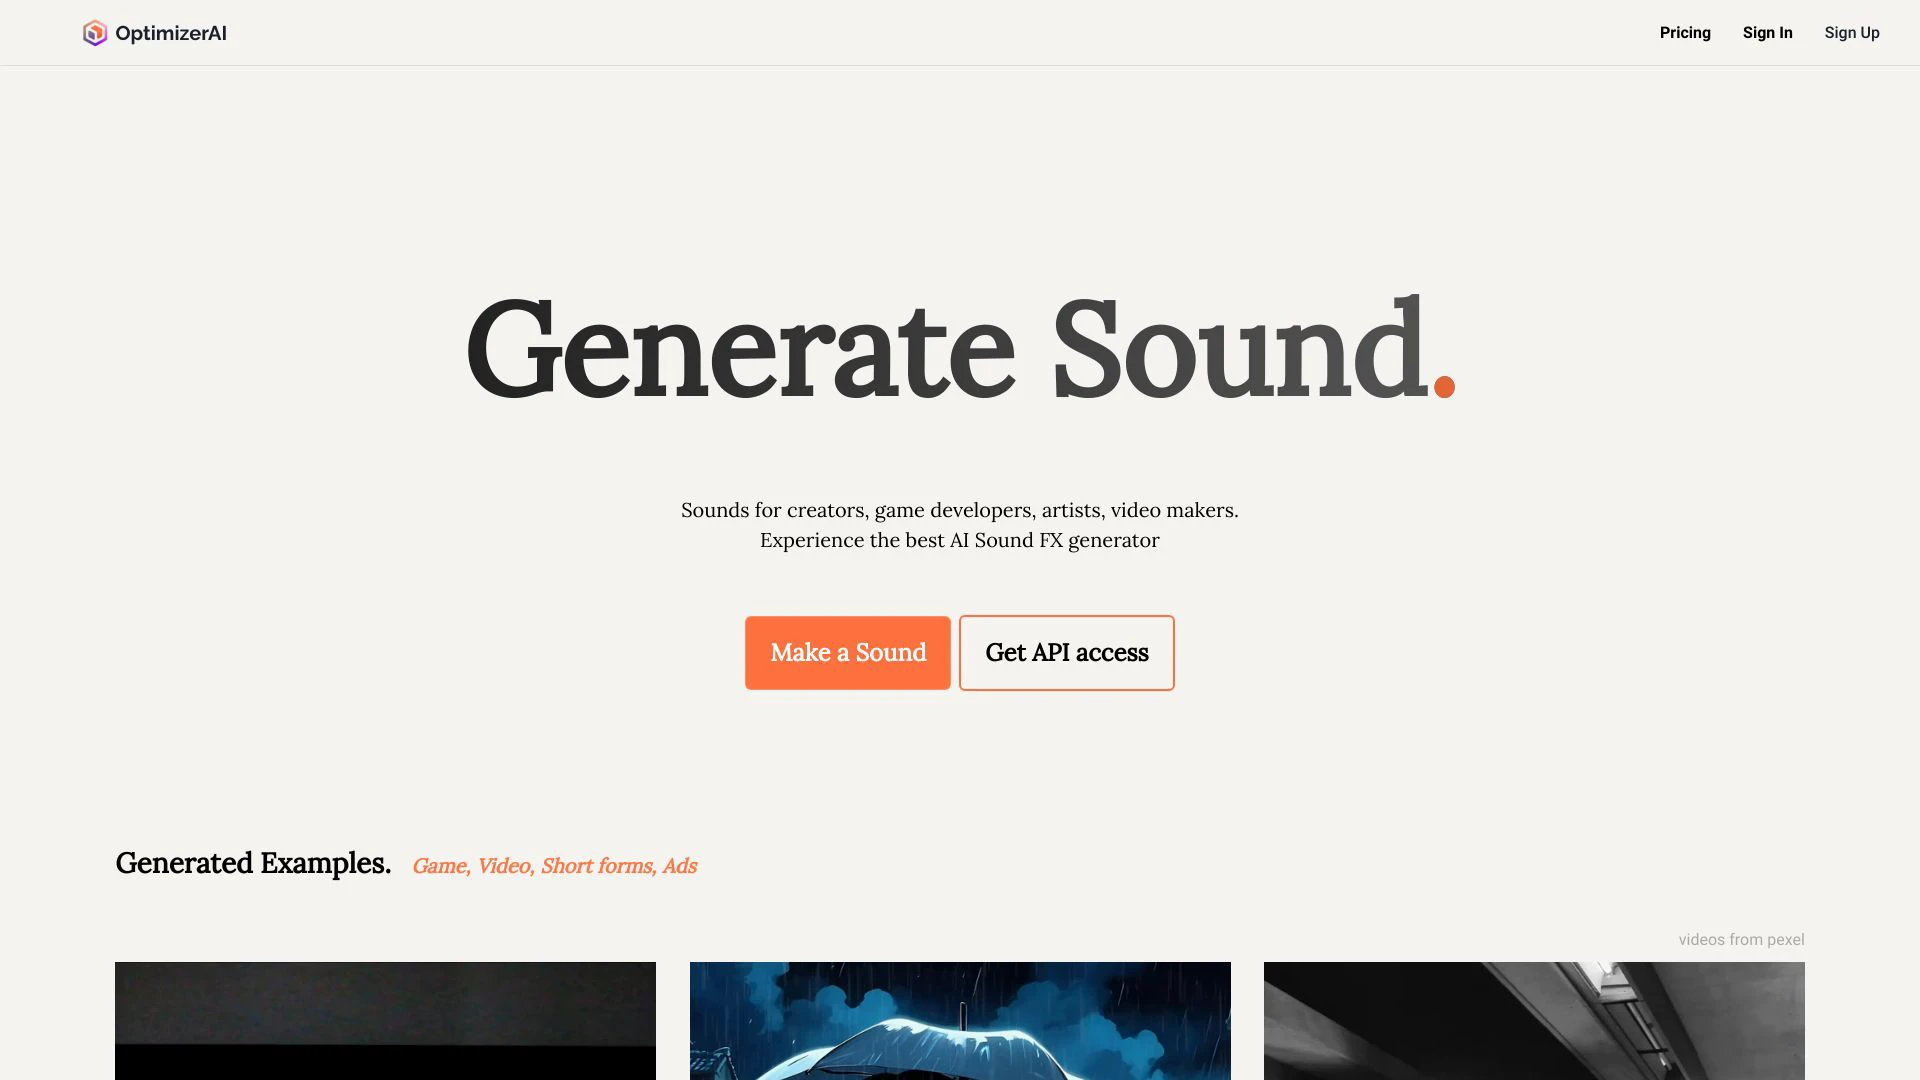 OptimizerAI
Pricing
Sign In
Sign Up
Generate Sound.
Sounds for creators, game developers, artists, video makers.
Experience the best AI Sound FX generator
Make a Sound
Get API access
Generated Examples.
Game, Video, Short forms, Ads
videos from pexel